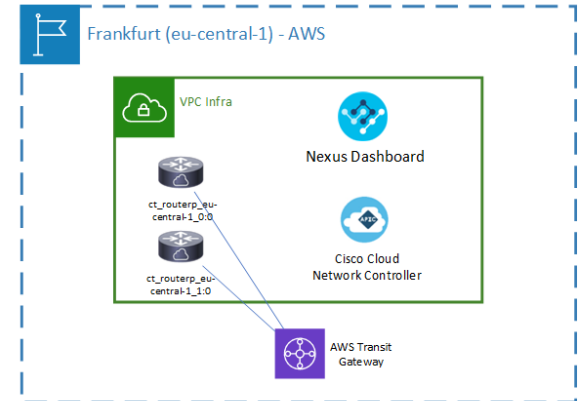 Frankfurt (eu-central-1) - AWS
VPC Infra
Nexus Dashboard
ct_routerp_eu-
central-1_0:0
APIC
ct_routerp_eu-
central-1_1:0
Cisco Cloud
Network Controller
AWS Transit
Gateway